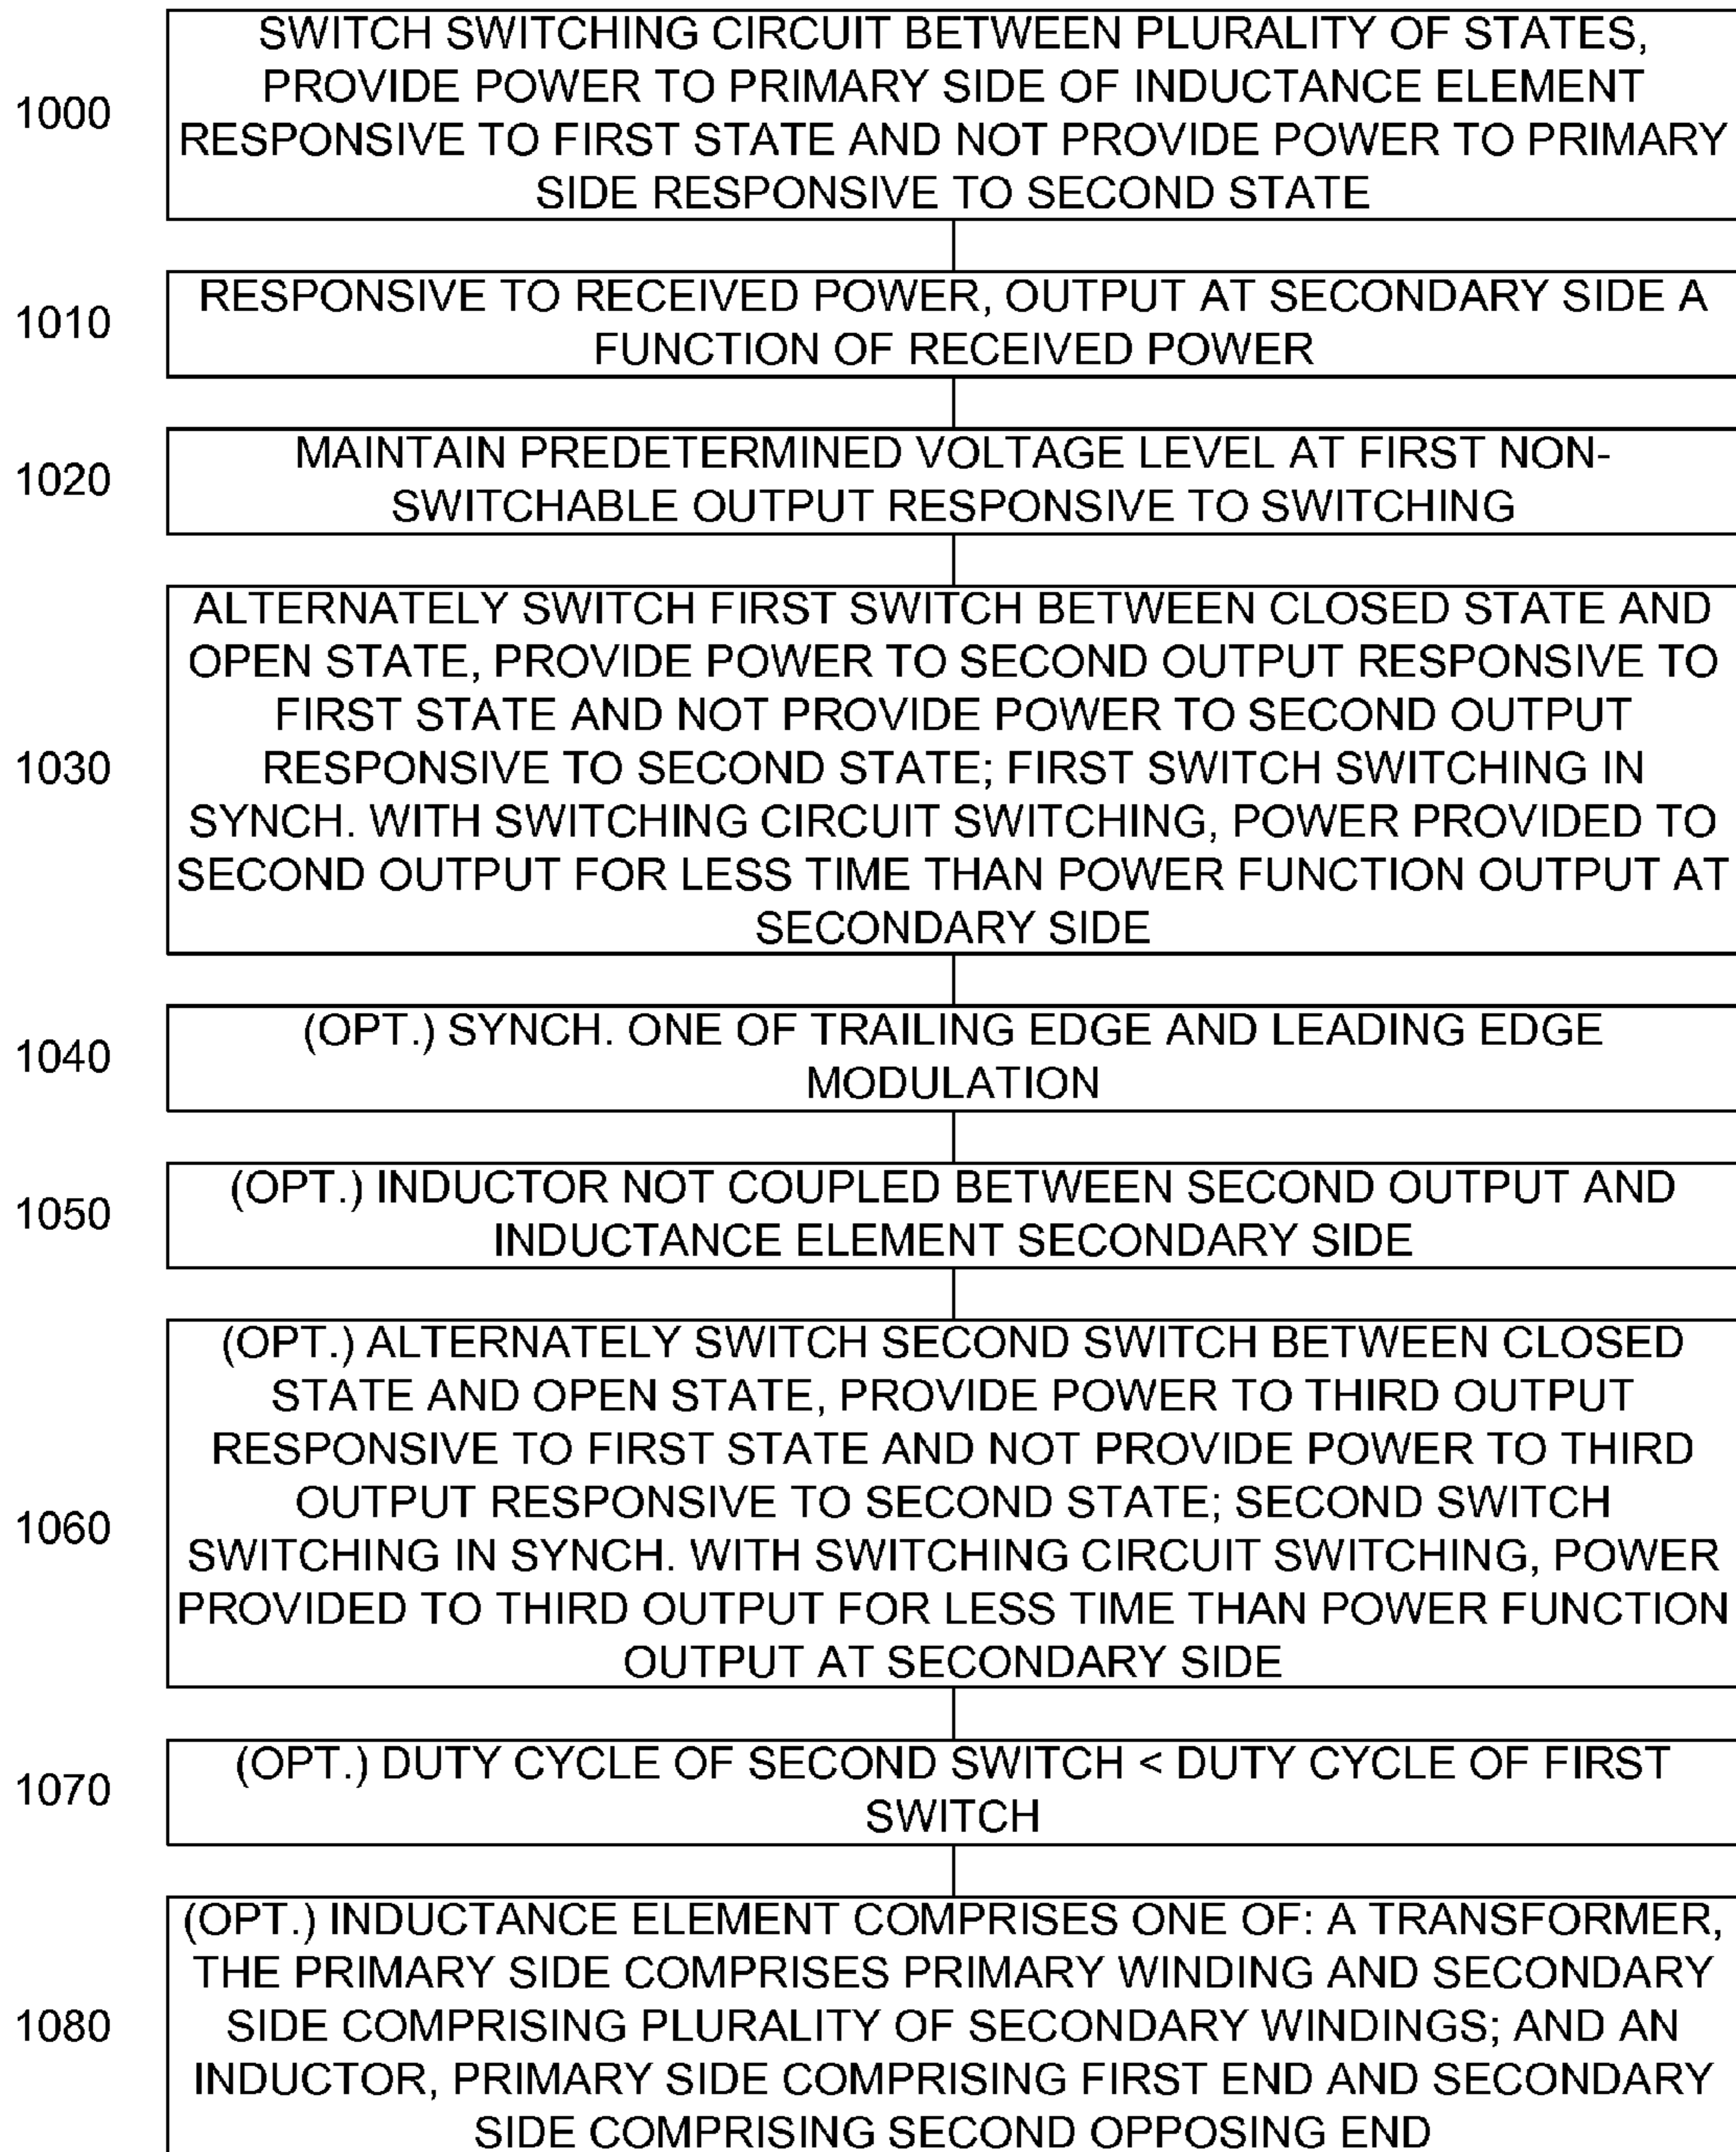 1000
SWITCH SWITCHING CIRCUIT BETWEEN PLURALITY OF STATES,
PROVIDE POWER TO PRIMARY SIDE OF INDUCTANCE ELEMENT
RESPONSIVE TO FIRST STATE AND NOT PROVIDE POWER TO PRIMARY
SIDE RESPONSIVE TO SECOND STATE
1010
RESPONSIVE TO RECEIVED POWER, OUTPUT AT SECONDARY SIDE A
FUNCTION OF RECEIVED POWER
1020
MAINTAIN PREDETERMINED VOLTAGE LEVEL AT FIRST NON-
SWITCHABLE OUTPUT RESPONSIVE TO SWITCHING
1030
ALTERNATELY SWITCH FIRST SWITCH BETWEEN CLOSED STATE AND
OPEN STATE, PROVIDE POWER TO SECOND OUTPUT RESPONSIVE TO
FIRST STATE AND NOT PROVIDE POWER TO SECOND OUTPUT
RESPONSIVE TO SECOND STATE; FIRST SWITCH SWITCHING IN
SYNCH. WITH SWITCHING CIRCUIT SWITCHING, POWER PROVIDED TO
SECOND OUTPUT FOR LESS TIME THAN POWER FUNCTION OUTPUT AT
SECONDARY SIDE
1040
(OPT.) SYNCH. ONE OF TRAILING EDGE AND LEADING EDGE
MODULATION
1050
(OPT.) INDUCTOR NOT COUPLED BETWEEN SECOND OUTPUT AND
INDUCTANCE ELEMENT SECONDARY SIDE
1060
(OPT.) ALTERNATELY SWITCH SECOND SWITCH BETWEEN CLOSED
STATE AND OPEN STATE, PROVIDE POWER TO THIRD OUTPUT
RESPONSIVE TO FIRST STATE AND NOT PROVIDE POWER TO THIRD
OUTPUT RESPONSIVE TO SECOND STATE; SECOND SWITCH
SWITCHING IN SYNCH. WITH SWITCHING CIRCUIT SWITCHING, POWER
PROVIDED TO THIRD OUTPUT FOR LESS TIME THAN POWER FUNCTION
OUTPUT AT SECONDARY SIDE
1070
(OPT.) DUTY CYCLE OF SECOND SWITCH < DUTY CYCLE OF FIRST
SWITCH
1080
(OPT.) INDUCTANCE ELEMENT COMPRISES ONE OF: A TRANSFORMER,
THE PRIMARY SIDE COMPRISES PRIMARY WINDING AND SECONDARY
SIDE COMPRISING PLURALITY OF SECONDARY WINDINGS; AND AN
INDUCTOR, PRIMARY SIDE COMPRISING FIRST END AND SECONDARY
SIDE COMPRISING SECOND OPPOSING END